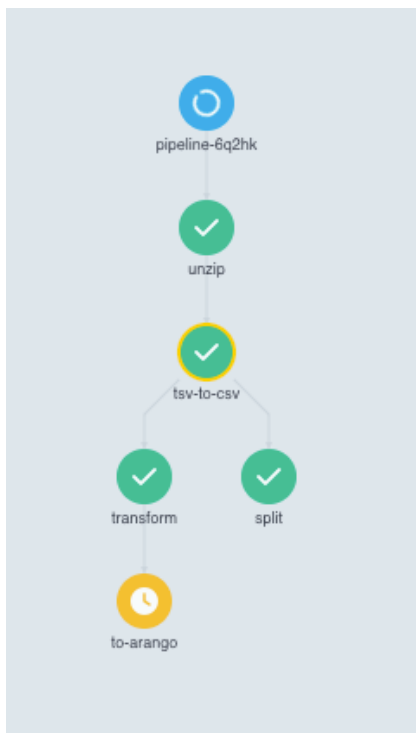 pipeline-6q2hk
unzip
tsv-to-csv
transform
split
to-arango